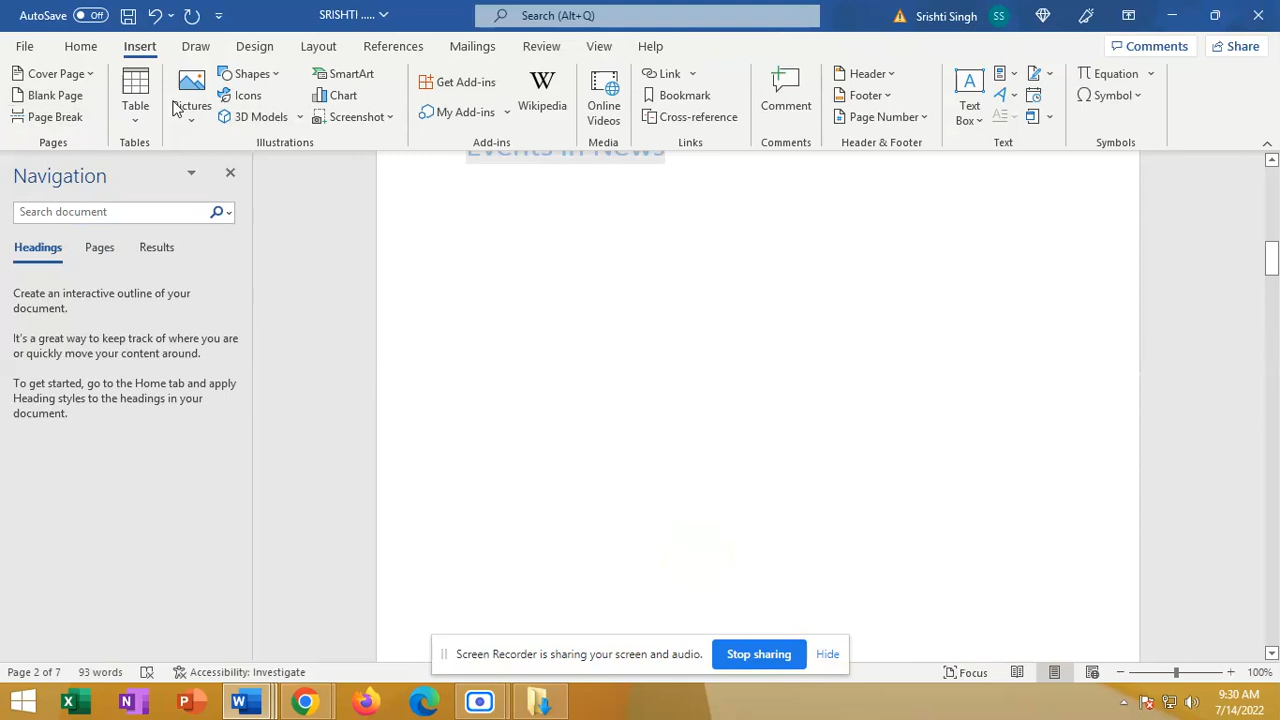 AutoSave Off SRISHTI ..... Search (Alt+Q) Srishti Singh SS
File Home Insert Draw Design Layout References Mailings Review View Help Comments Share
Cover Page
Blank Page
Page Break
Pages
Table
Tables
Pictures
Shapes
Icons
3D Models
SmartArt
Chart
Screenshot
Illustrations
Get Add-ins
My Add-ins
Wikipedia
Add-ins
Online
Videos
Media
Link
Bookmark
Cross-reference
Links
Comment
Comments
Header
Footer
Page Number
Header & Footer
A
Text
Box
Text
Equation
Symbol
Symbols
Events in News
Navigation
Search document
Headings Pages Results
Create an interactive outline of your
document.
It's a great way to keep track of where you are
or quickly move your content around.
To get started, go to the Home tab and apply
Heading styles to the headings in your
document.
Screen Recorder is sharing your screen and audio. Stop sharing Hide
Page 2 of 7 93 words Accessibility: Investigate Focus 100%
9:30 AM
7/14/2022